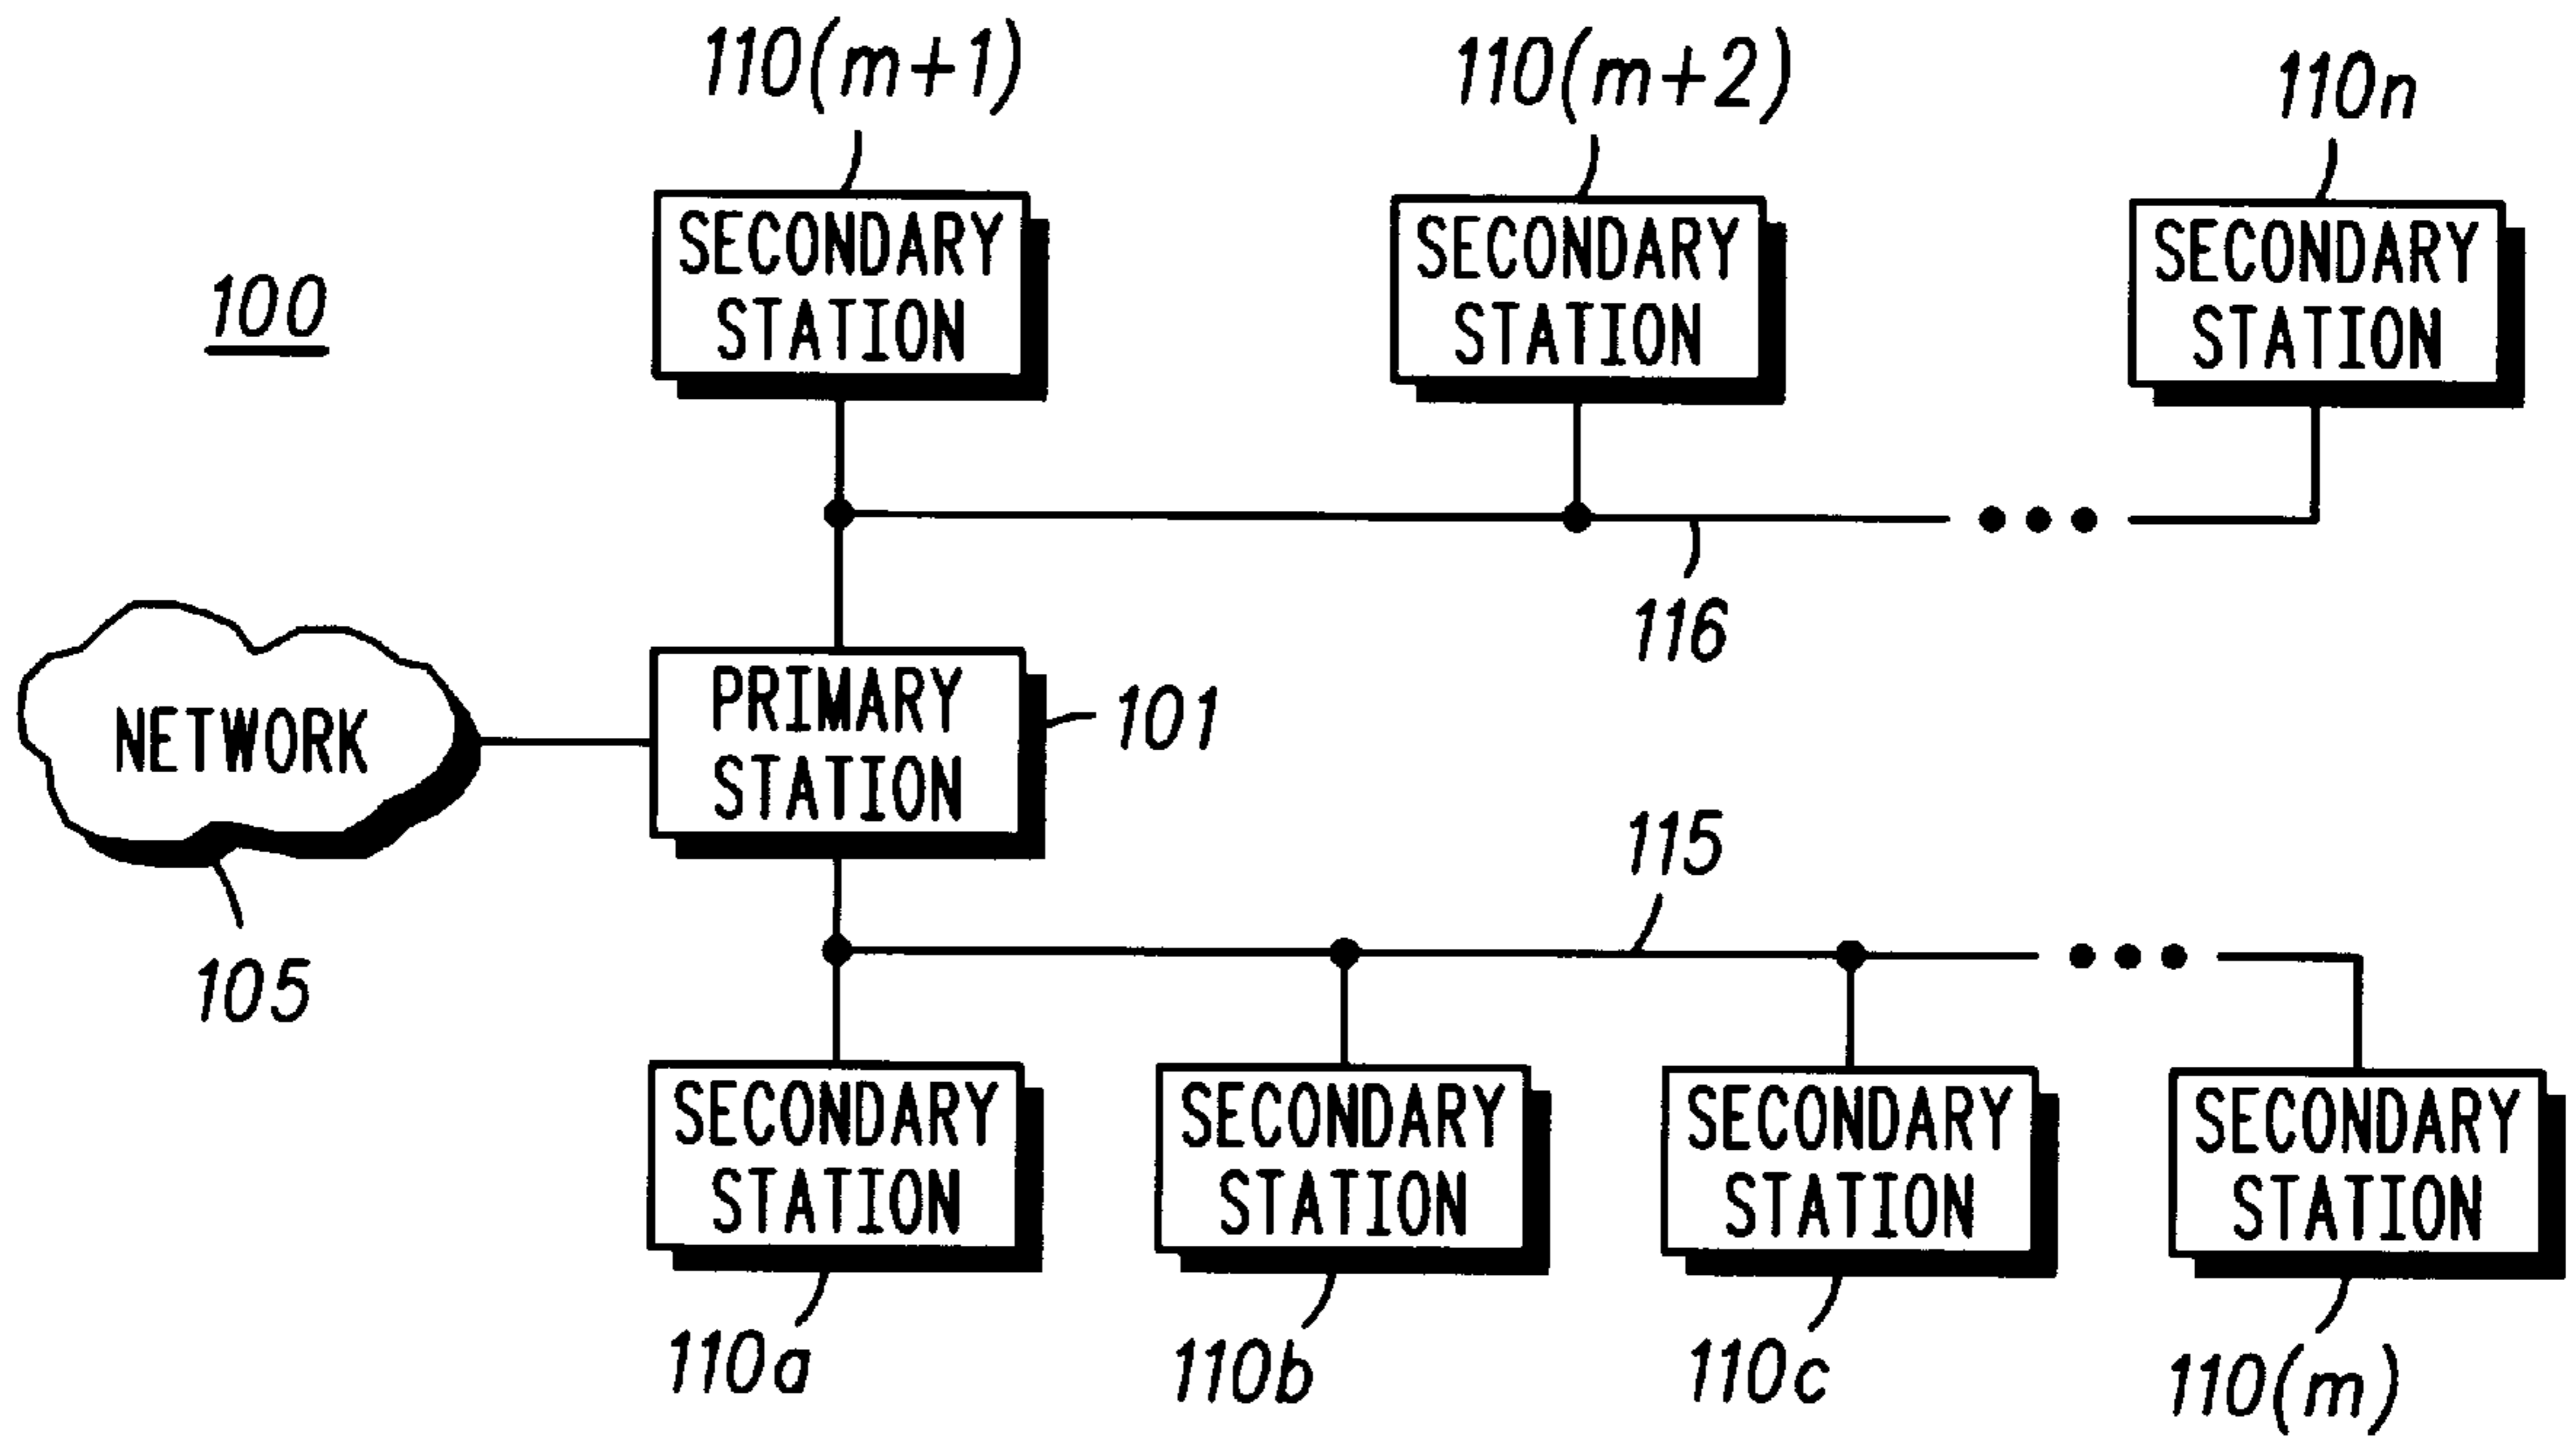 110(m+1)
110(m+2)
110n
SECONDARY
STATION
SECONDARY
STATION
SECONDARY
STATION
100
116
NETWORK
PRIMARY
STATION
101
115
105
SECONDARY
STATION
SECONDARY
STATION
SECONDARY
STATION
SECONDARY
STATION
110a
110b
110c
110(m)